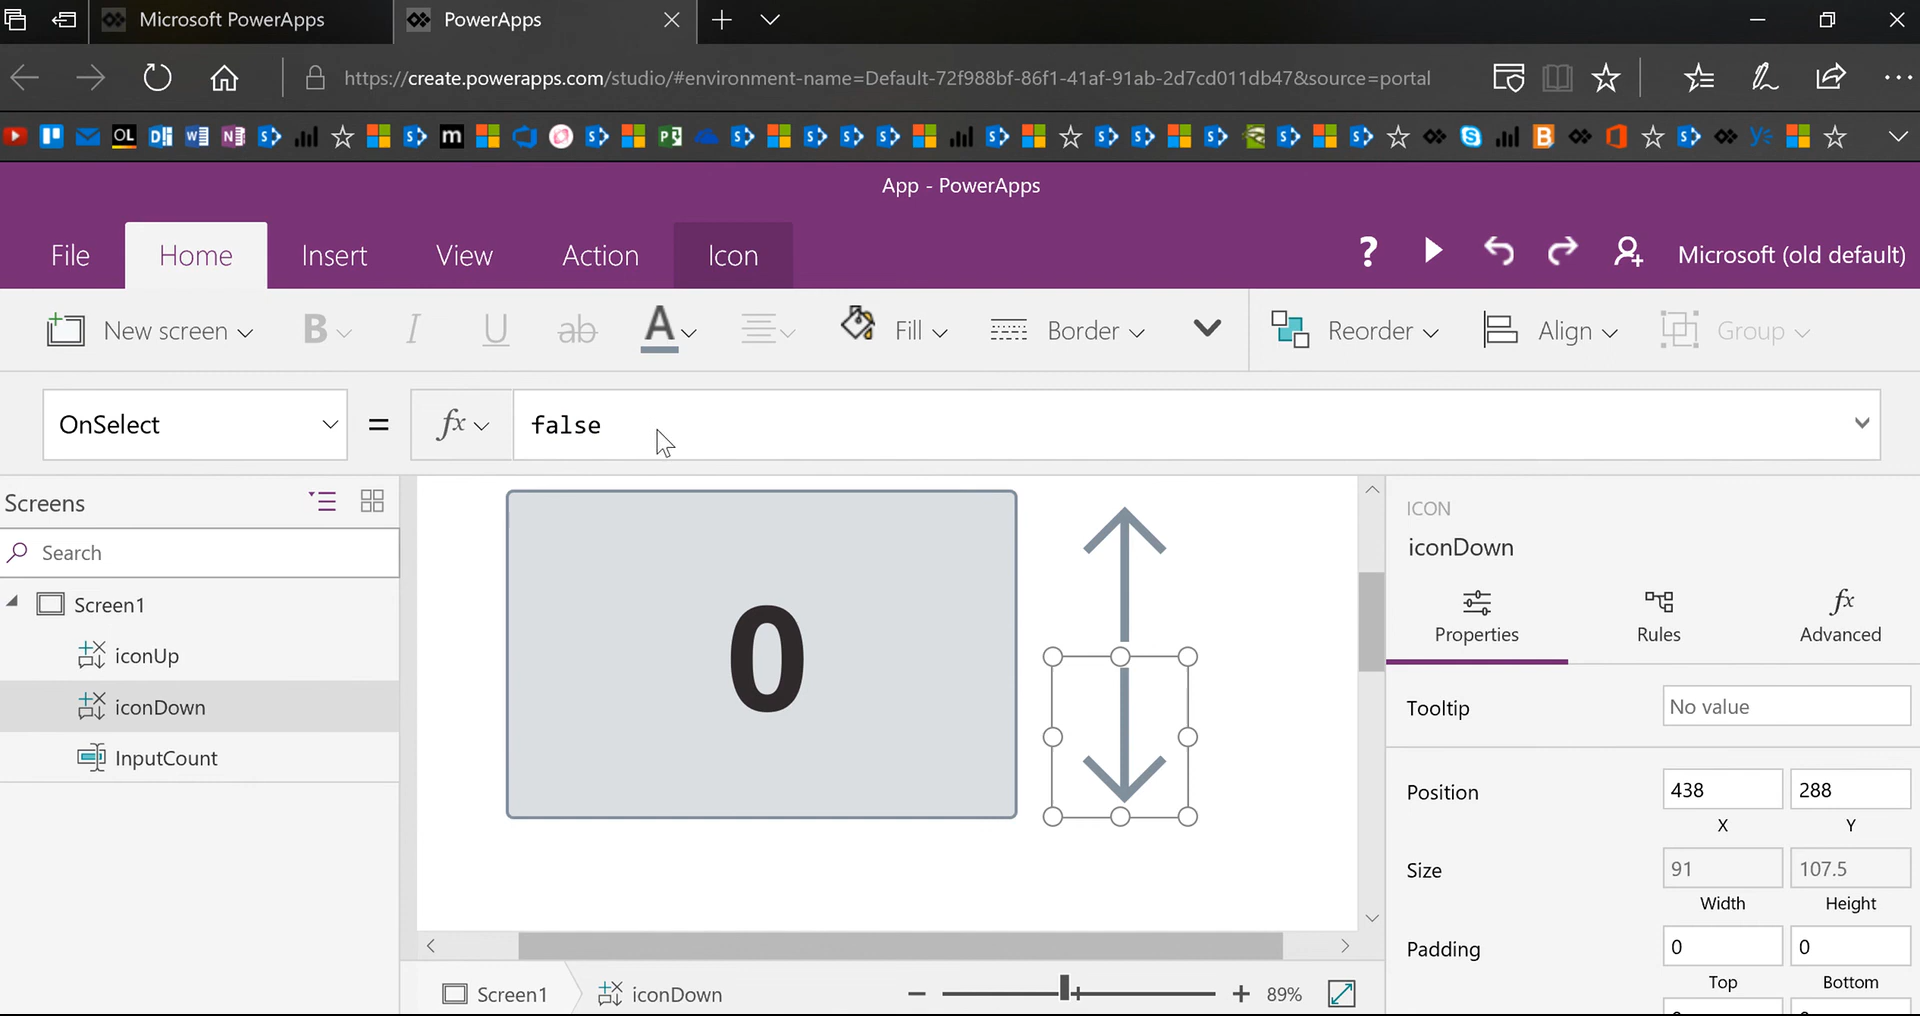 Microsoft PowerApps
PowerApps
https://create.powerapps.com/studio/#environment-name=Default-72f988bf-86f1-41af-91ab-2d7cd011db47&source=portal
OL
m
App - PowerApps
File
Home
Insert
View
Action
Icon
?
Microsoft (old default)
New screen
B
I
U
ab
A
Fill
Border
Reorder
Align
Group
OnSelect
=
fx
false
Screens
Search
Screen1
iconUp
iconDown
InputCount
0
ICON
iconDown
Properties
Rules
fx
Advanced
Tooltip
No value
Position
438
288
X
Y
Size
91
107.5
Width
Height
Padding
0
0
Top
Bottom
Screen1
iconDown
89%